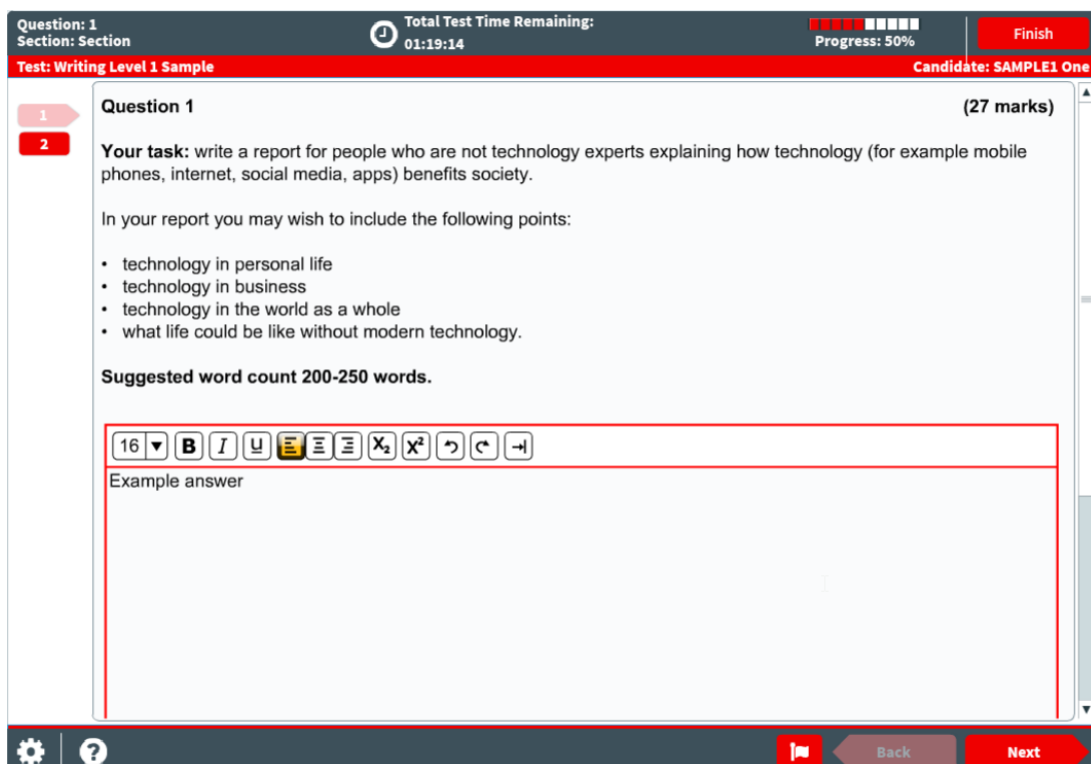 Question: 1
Section: Section
Total Test Time Remaining:
01:19:14
Progress: 50%
Finish
Test: Writing Level 1 Sample
Candidate: SAMPLE1 One
1
2
Question 1 (27 marks)
Your task: write a report for people who are not technology experts explaining how technology (for example mobile
phones, internet, social media, apps) benefits society.
In your report you may wish to include the following points:
• technology in personal life
• technology in business
• technology in the world as a whole
• what life could be like without modern technology.
Suggested word count 200-250 words.
16 B I U X₂ X²
Example answer
?
Back
Next